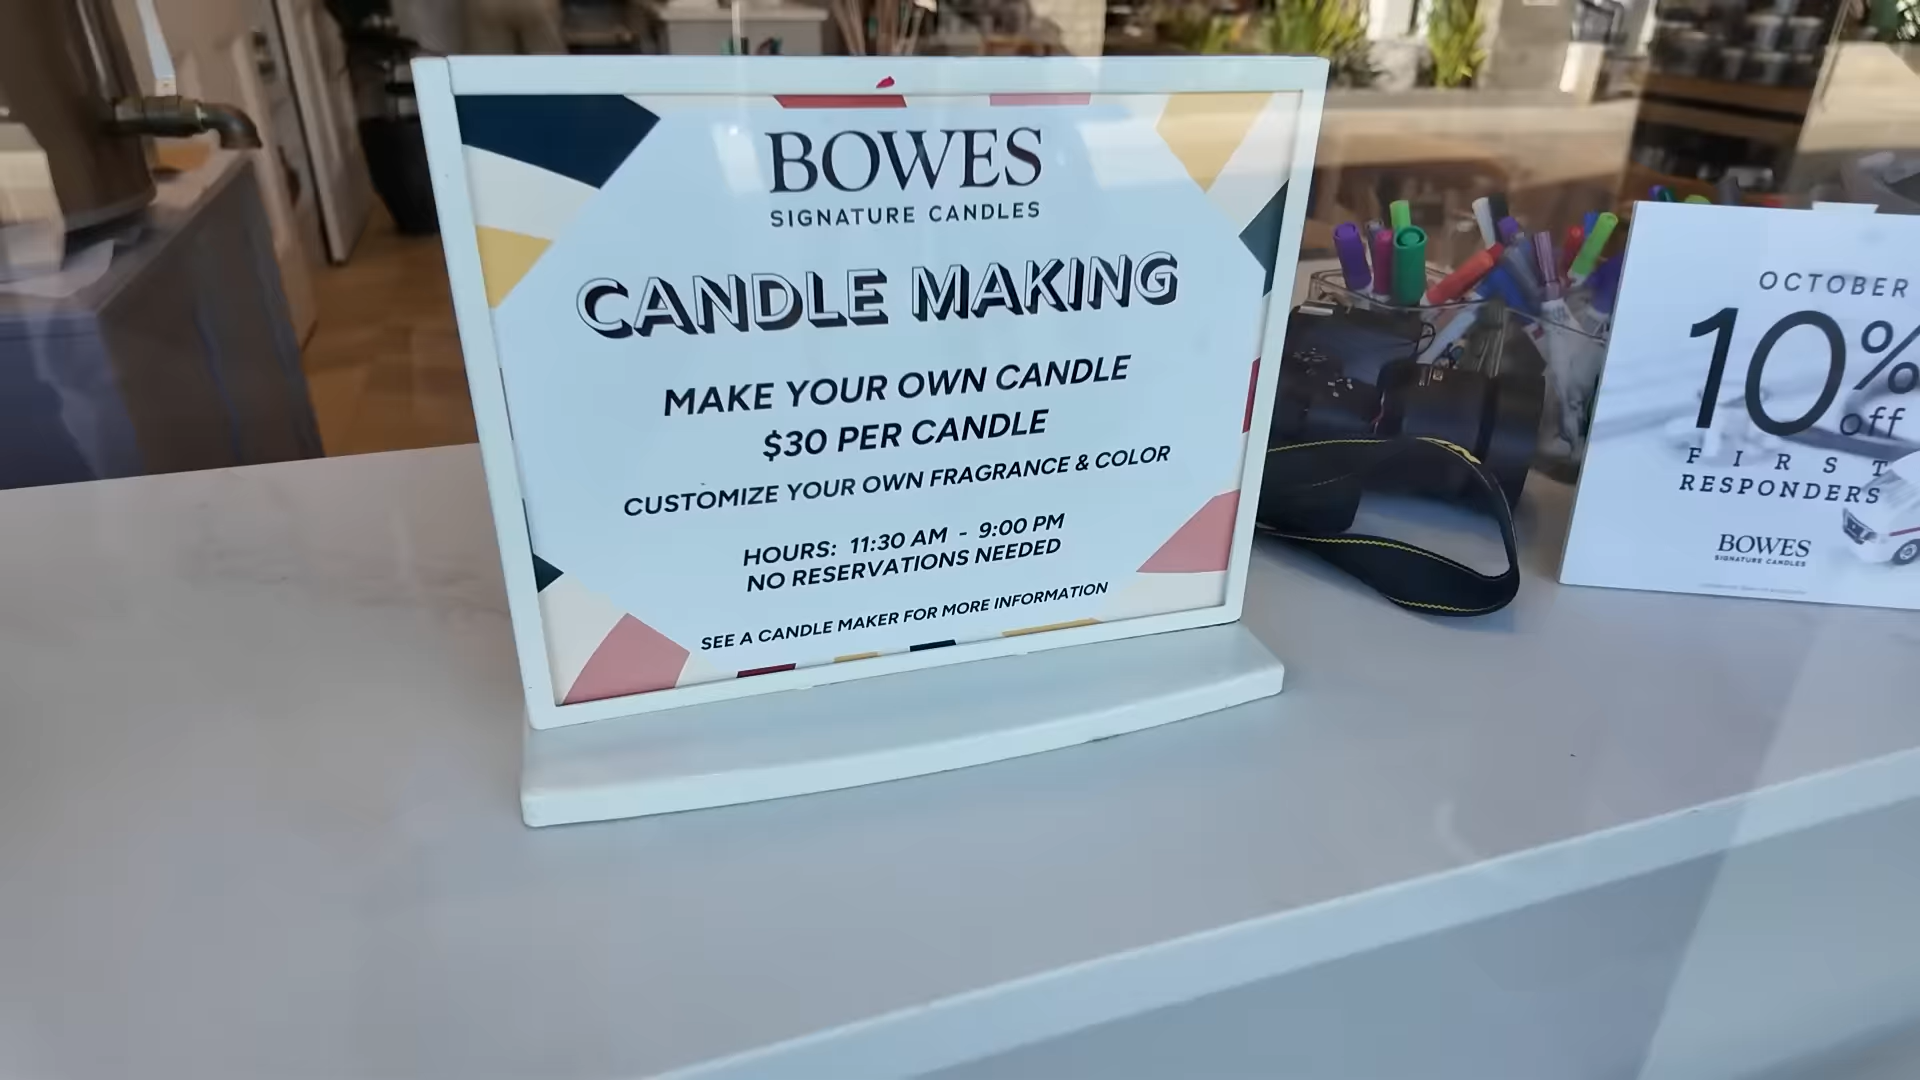 BOWES
SIGNATURE CANDLES
CANDLE MAKING
MAKE YOUR OWN CANDLE
$30 PER CANDLE
CUSTOMIZE YOUR OWN FRAGRANCE & COLOR
HOURS: 11:30 AM - 9:00 PM
NO RESERVATIONS NEEDED
SEE A CANDLE MAKER FOR MORE INFORMATION
OCTOBER
10%
off
FIRST
RESPONDERS
BOWES
SIGNATURE CANDLES